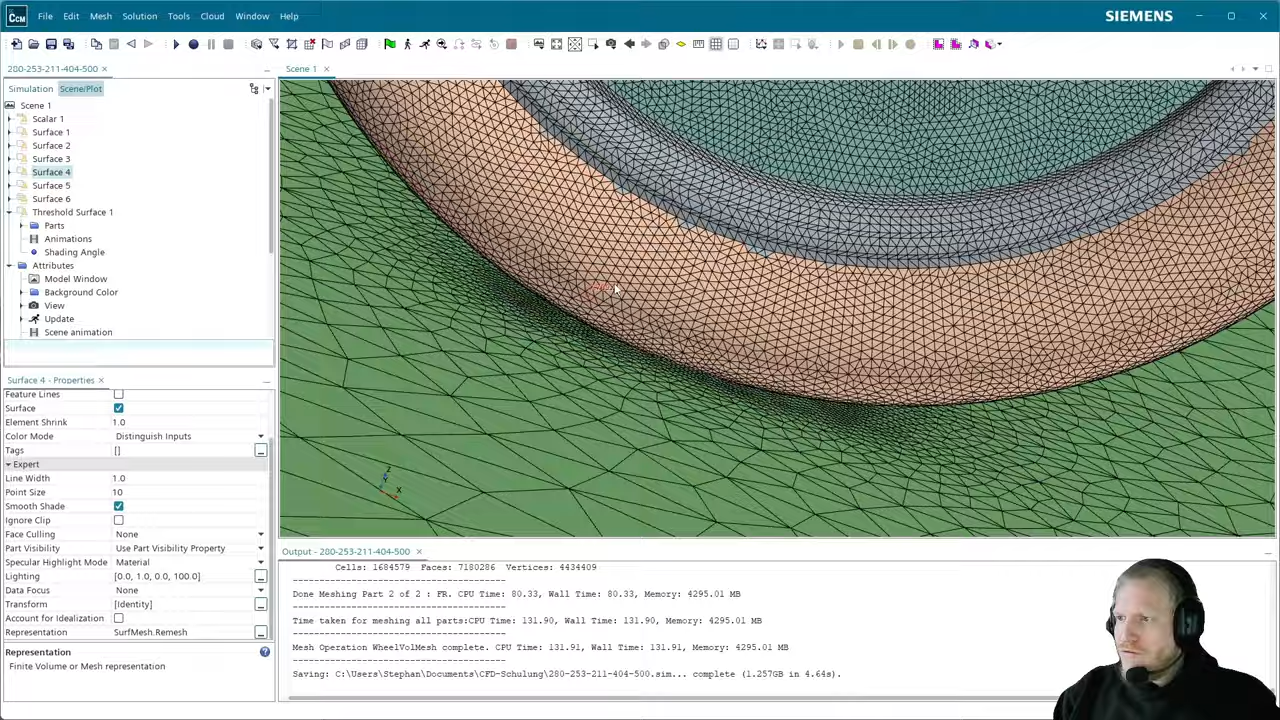 CCM File Edit Mesh Solution Tools Cloud Window Help SIEMENS
280-253-211-404-500
Scene 1
Simulation Scene/Plot
Scene 1
Scalar 1
Surface 1
Surface 2
Surface 3
Surface 4
Surface 5
Surface 6
Threshold Surface 1
Parts
Animations
Shading Angle
Attributes
Model Window
Background Color
View
Update
Scene animation
Surface 4 - Properties
Feature Lines
Surface
Element Shrink 1.0
Color Mode Distinguish Inputs
Tags []
Expert
Line Width 1.0
Point Size 10
Smooth Shade
Ignore Clip
Face Culling None
Part Visibility Use Part Visibility Property
Specular Highlight Mode Material
Lighting [0.0, 1.0, 0.0, 100.0]
Data Focus None
Transform [Identity]
Account for Idealization
Representation SurfMesh.Remesh
Representation
Finite Volume or Mesh representation
Z
X
Output - 280-253-211-404-500
Cells: 1684579 Faces: 7180286 Vertices: 4434409
----------------------------------------
Done Meshing Part 2 of 2 : FR. CPU Time: 80.33, Wall Time: 80.33, Memory: 4295.01 MB
----------------------------------------
Time taken for meshing all parts:CPU Time: 131.90, Wall Time: 131.90, Memory: 4295.01 MB
----------------------------------------
Mesh Operation WheelVolMesh complete. CPU Time: 131.91, Wall Time: 131.91, Memory: 4295.01 MB
----------------------------------------
Saving: C:\Users\Stephan\Documents\CFD-Schulung\280-253-211-404-500.sim... complete (1.257GB in 4.64s).